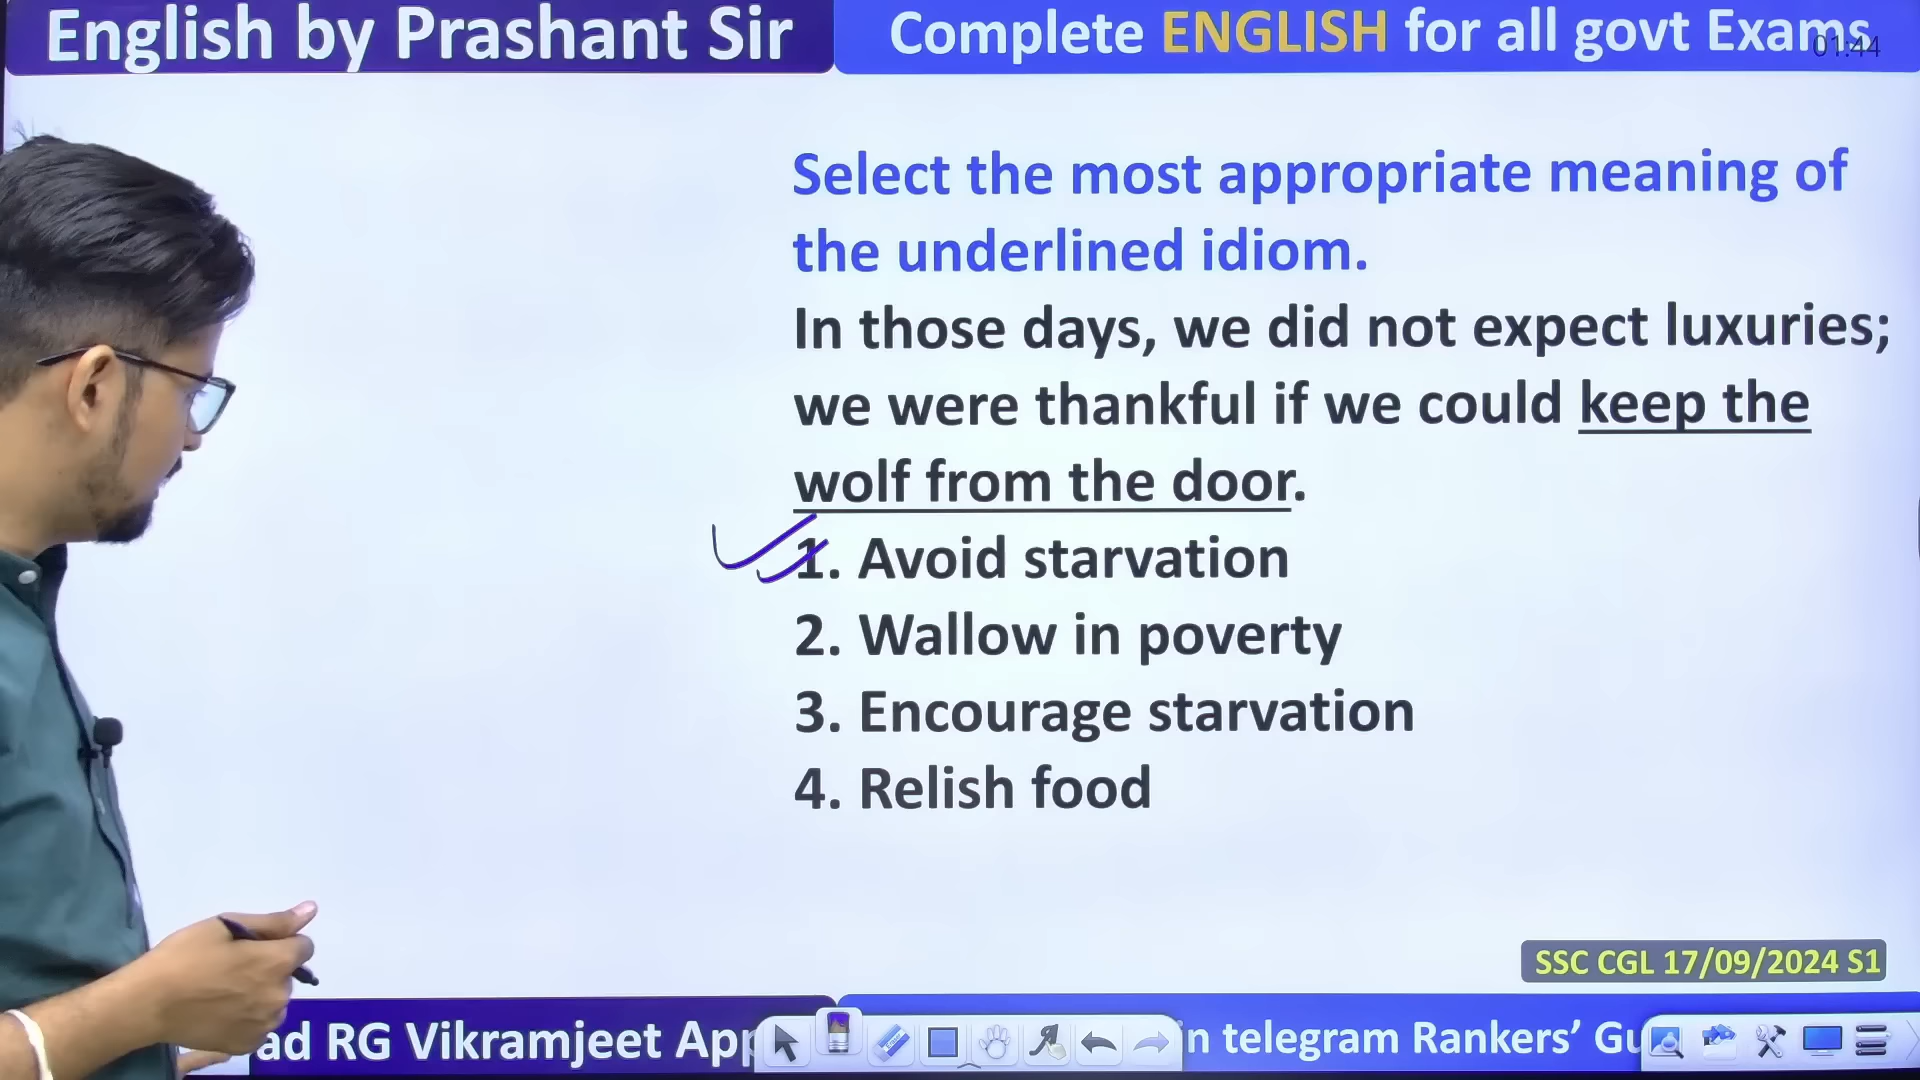 English by Prashant Sir
Complete ENGLISH for all govt Exams
01:44
Select the most appropriate meaning of
the underlined idiom.
In those days, we did not expect luxuries;
we were thankful if we could keep the
wolf from the door.
1. Avoid starvation
2. Wallow in poverty
3. Encourage starvation
4. Relish food
SSC CGL 17/09/2024 S1
ad RG Vikramjeet App
in telegram Rankers’ Gu